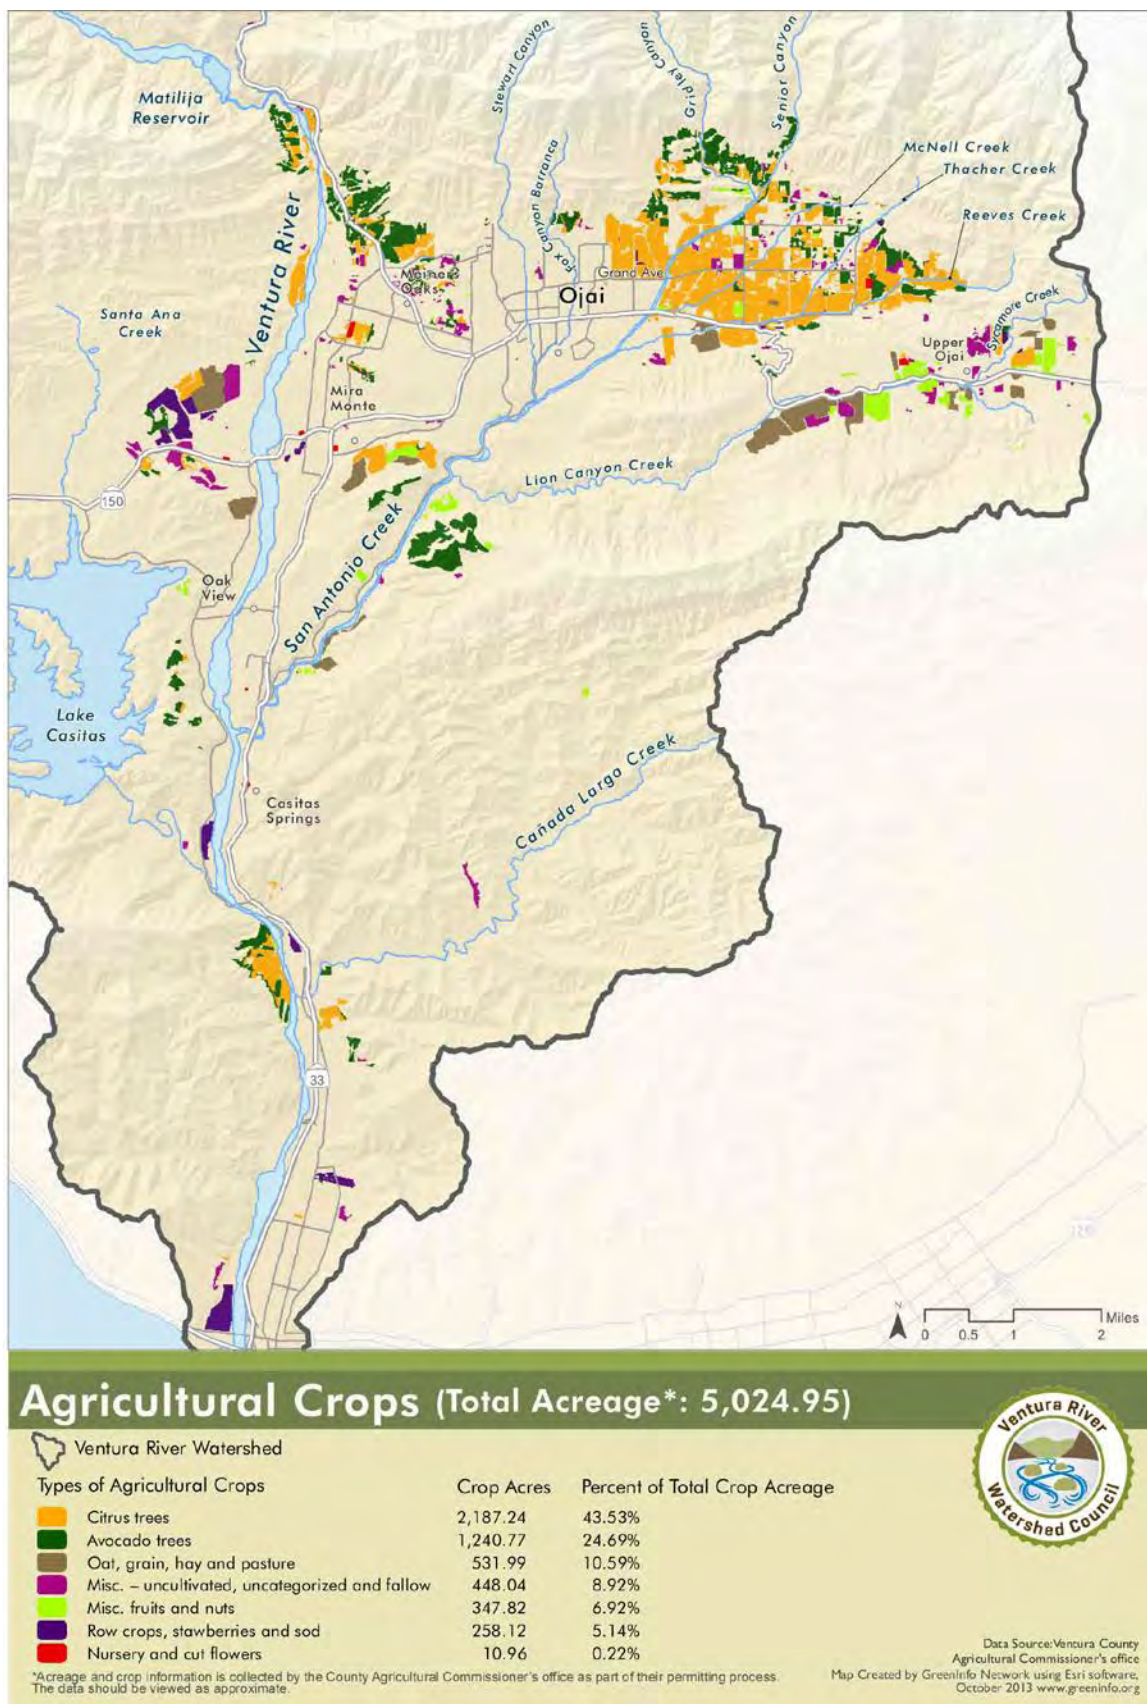 Matilija
Reservoir
Stewart Canyon
Gridley Canyon
Senior Canyon
Fox Canyon Barranca
McNell Creek
Thacher Creek
Reeves Creek
Ventura River
Meiners
Oaks
Grand Ave
Ojai
Santa Ana
Creek
Sycamore Creek
Upper
Ojai
Mira
Monte
Lion Canyon Creek
150
San Antonio Creek
Oak
View
Lake
Casitas
Cañada Larga Creek
Casitas
Springs
33
N
0 0.5 1 2 Miles
Agricultural Crops (Total Acreage*: 5,024.95)
Ventura River Watershed
Types of Agricultural Crops Crop Acres Percent of Total Crop Acreage
Citrus trees 2,187.24 43.53%
Avocado trees 1,240.77 24.69%
Oat, grain, hay and pasture 531.99 10.59%
Misc. – uncultivated, uncategorized and fallow 448.04 8.92%
Misc. fruits and nuts 347.82 6.92%
Row crops, stawberries and sod 258.12 5.14%
Nursery and cut flowers 10.96 0.22%
*Acreage and crop information is collected by the County Agricultural Commissioner's office as part of their permitting process.
The data should be viewed as approximate.
Ventura River
Watershed Council
Data Source: Ventura County
Agricultural Commissioner's office
Map Created by GreenInfo Network using Esri software,
October 2013 www.greeninfo.org